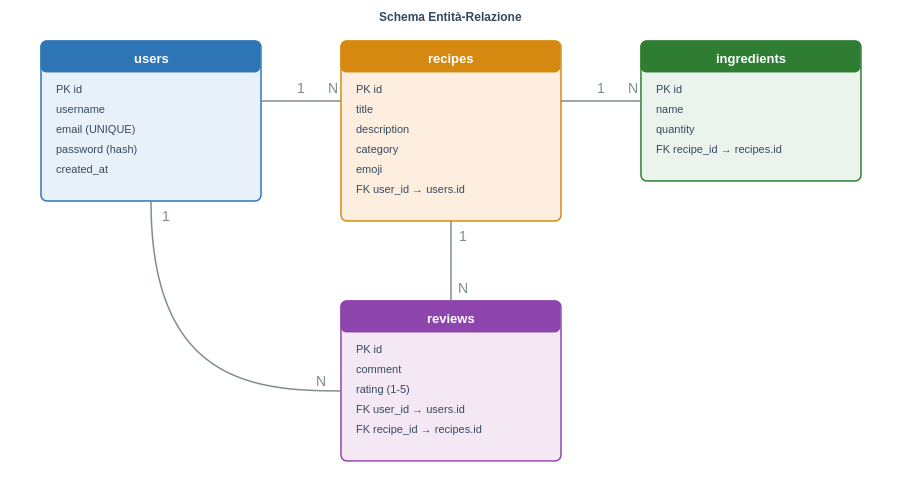 Schema Entità-Relazione
users
PK id
username
email (UNIQUE)
password (hash)
created_at
1
N
recipes
PK id
title
description
category
emoji
FK user_id → users.id
1
N
ingredients
PK id
name
quantity
FK recipe_id → recipes.id
1
N
1
N
reviews
PK id
comment
rating (1-5)
FK user_id → users.id
FK recipe_id → recipes.id